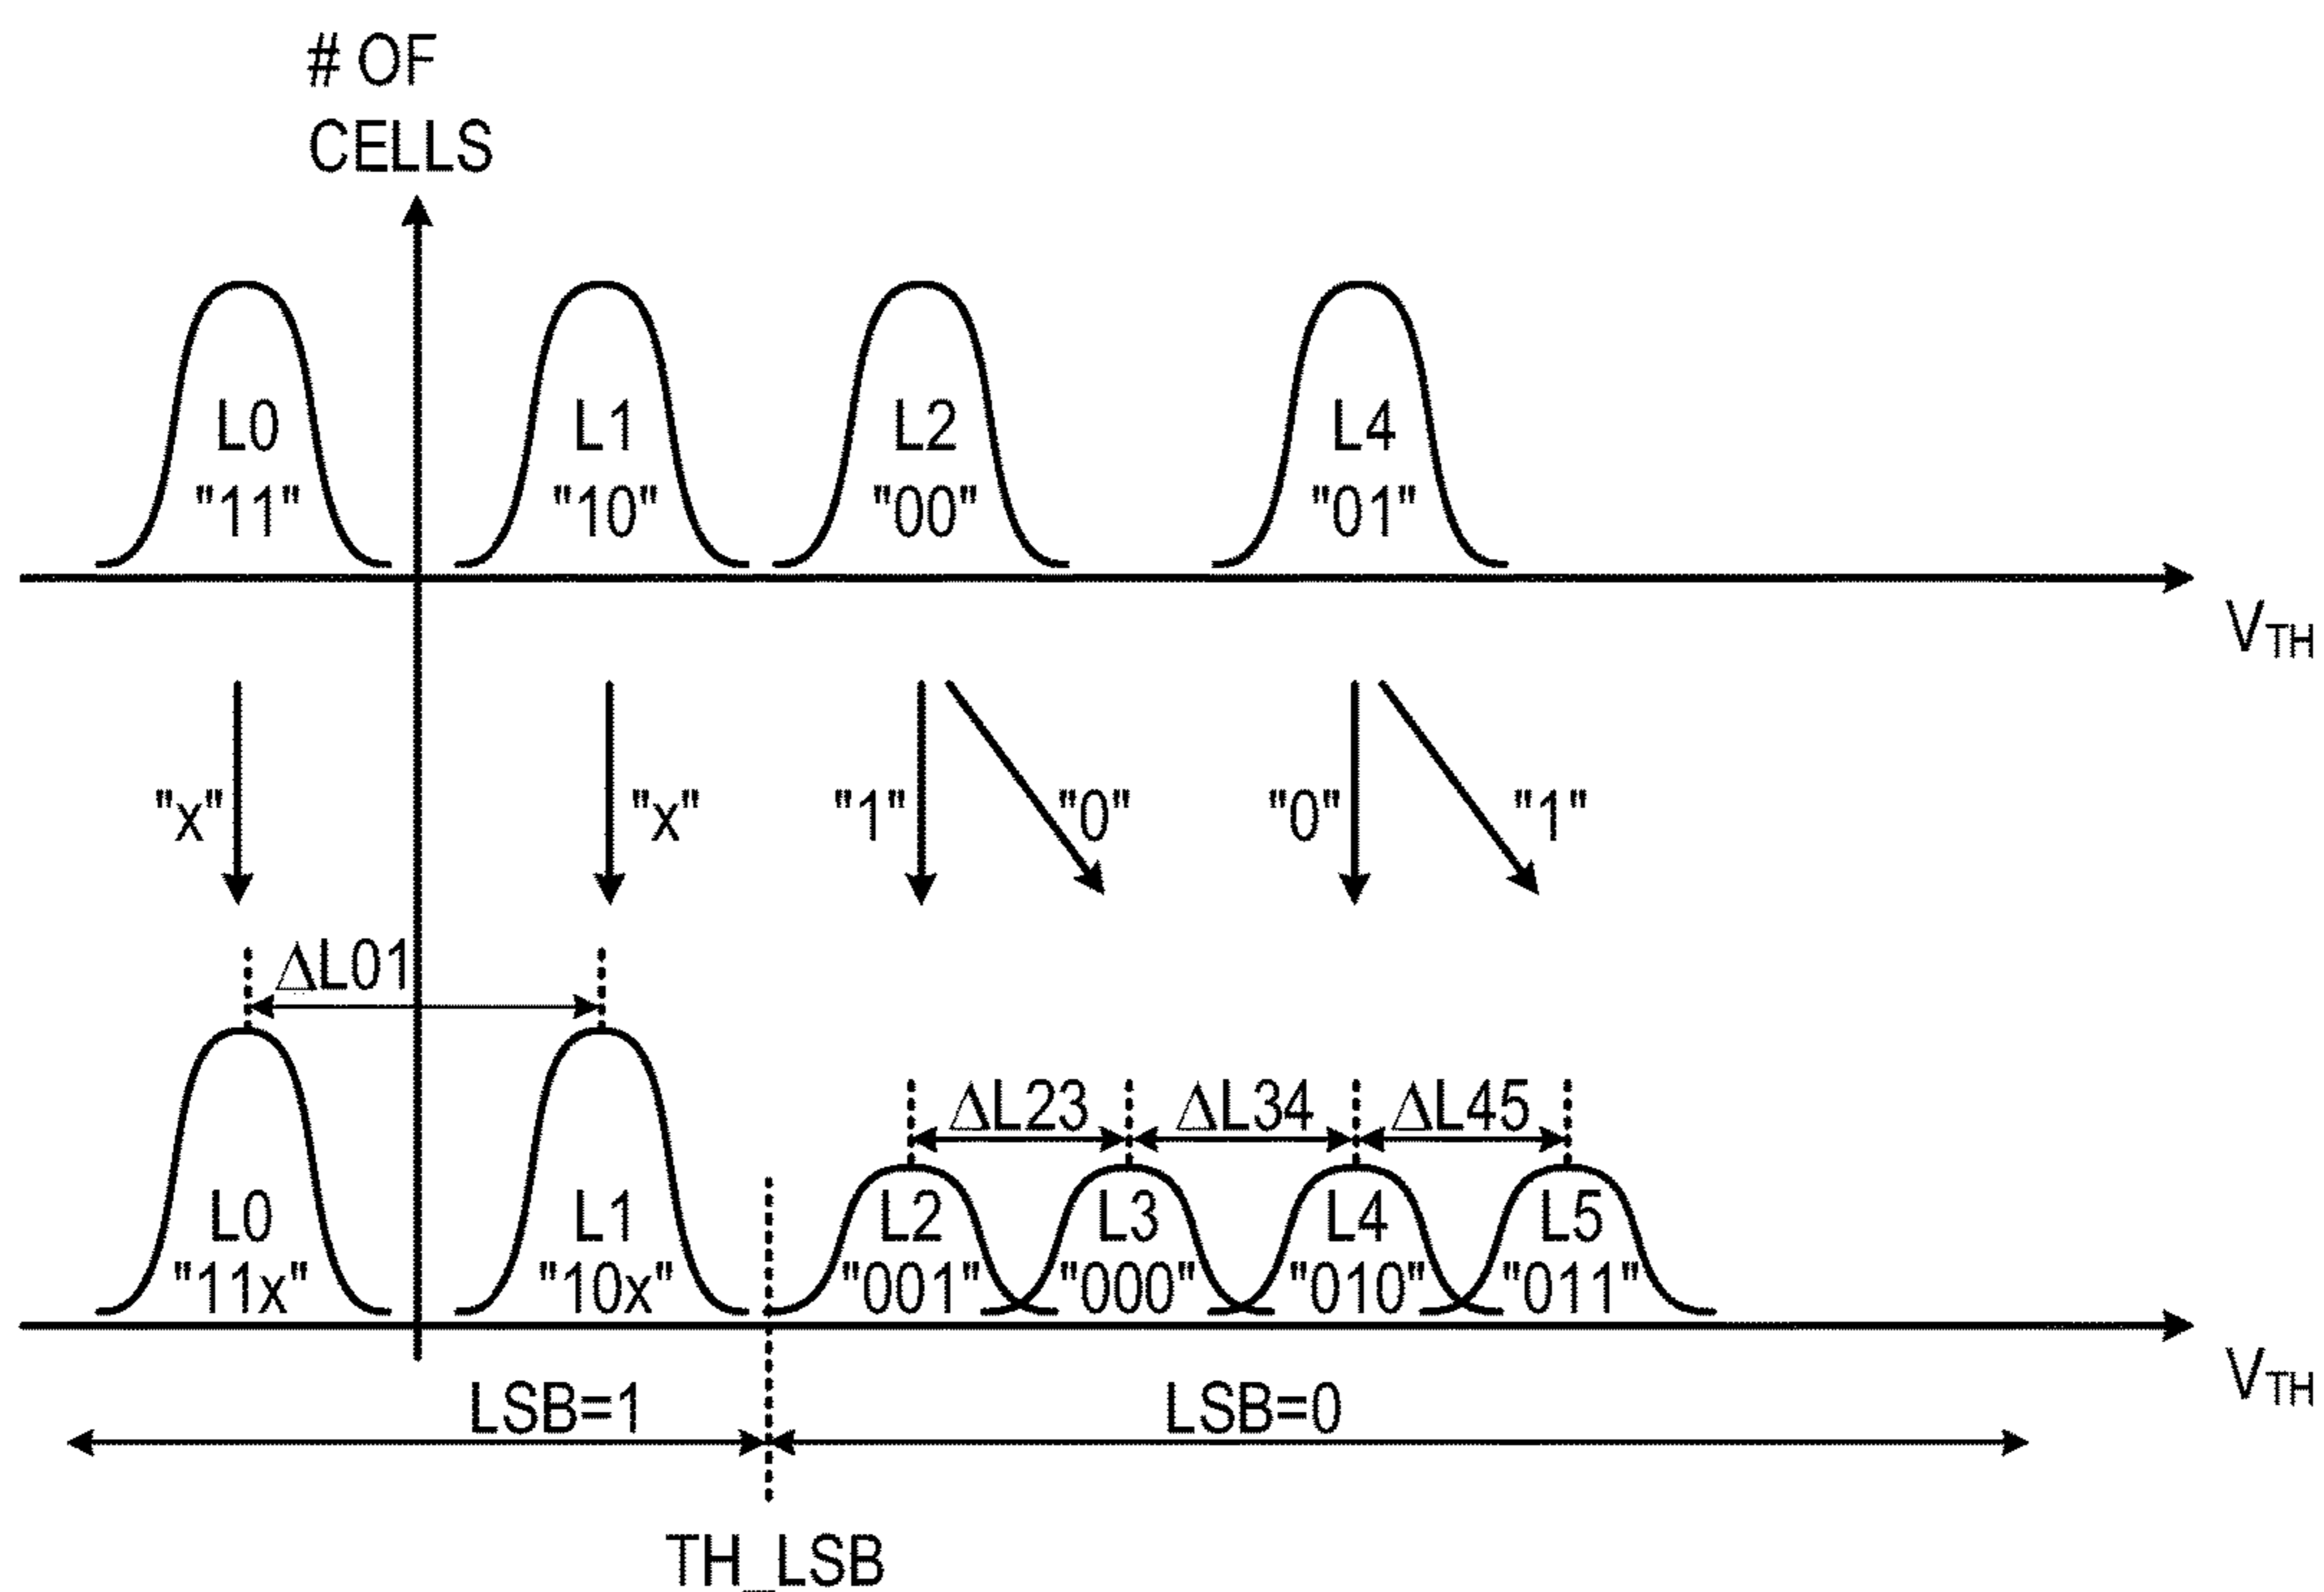 # OF
CELLS
L0 L1 L2 L4
"11" "10" "00" "01"
VTH
"x" "x" "1" "0" "0" "1"
ΔL01
ΔL23 ΔL34 ΔL45
L0 L1 L2 L3 L4 L5
"11x" "10x" "001" "000" "010" "011"
VTH
LSB=1 LSB=0
TH_LSB